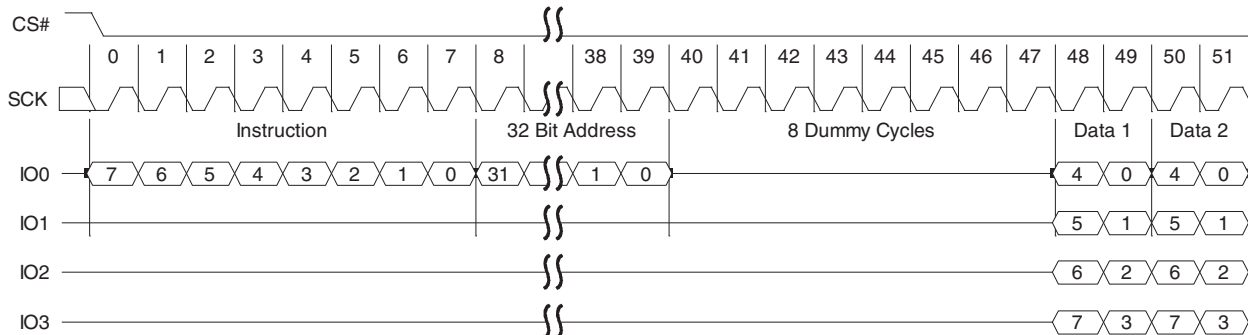 CS#
0 1 2 3 4 5 6 7 8 38 39 40 41 42 43 44 45 46 47 48 49 50 51
SCK
Instruction 32 Bit Address 8 Dummy Cycles Data 1 Data 2
IO0 7 6 5 4 3 2 1 0 31 1 0 4 0 4 0
IO1 5 1 5 1
IO2 6 2 6 2
IO3 7 3 7 3